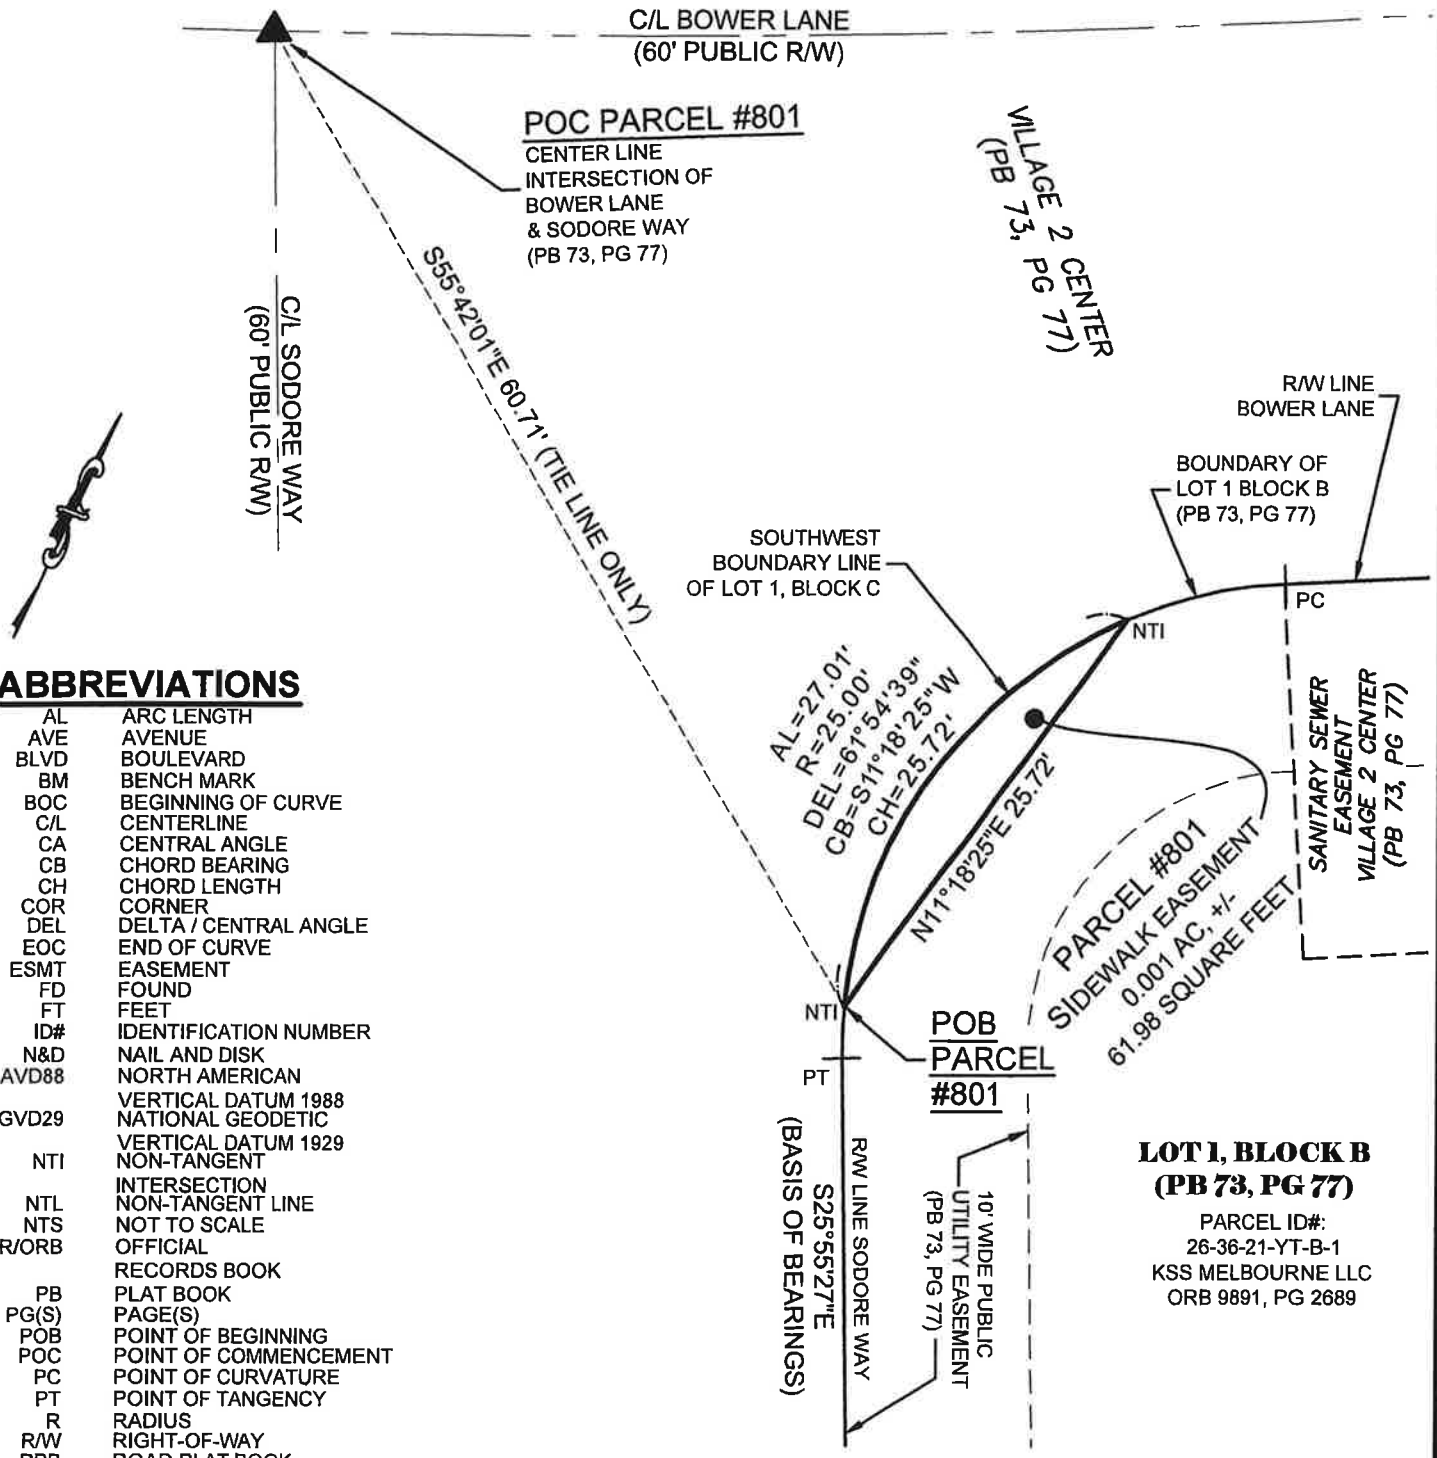 C/L BOWER LANE
(60' PUBLIC R/W)
POC PARCEL #801
CENTER LINE
INTERSECTION OF
BOWER LANE
& SODORE WAY
(PB 73, PG 77)
VILLAGE 2 CENTER
(PB 73, PG 77)
C/L SODORE WAY
(60' PUBLIC R/W)
S55°42'01"E 60.71' (TIE LINE ONLY)
R/W LINE
BOWER LANE
BOUNDARY OF
LOT 1 BLOCK B
(PB 73, PG 77)
SOUTHWEST
BOUNDARY LINE
OF LOT 1, BLOCK C
PC
NTI
AL=27.01'
R=25.00'
DEL=61°54'39"
CB=S11°18'25"W
CH=25.72'
N11°18'25"E 25.72'
SANITARY SEWER
EASEMENT
VILLAGE 2 CENTER
(PB 73, PG 77)
PARCEL #801
SIDEWALK EASEMENT
0.001 AC, +/-
61.98 SQUARE FEET
NTI
PT
POB
PARCEL
#801
R/W LINE SODORE WAY
S25°55'27"E
(BASIS OF BEARINGS)
10' WIDE PUBLIC
UTILITY EASEMENT
(PB 73, PG 77)
LOT 1, BLOCK B
(PB 73, PG 77)
PARCEL ID#:
26-36-21-YT-B-1
KSS MELBOURNE LLC
ORB 9891, PG 2689
ABBREVIATIONS
AL ARC LENGTH
AVE AVENUE
BLVD BOULEVARD
BM BENCH MARK
BOC BEGINNING OF CURVE
C/L CENTERLINE
CA CENTRAL ANGLE
CB CHORD BEARING
CH CHORD LENGTH
COR CORNER
DEL DELTA / CENTRAL ANGLE
EOC END OF CURVE
ESMT EASEMENT
FD FOUND
FT FEET
ID# IDENTIFICATION NUMBER
N&D NAIL AND DISK
AVD88 NORTH AMERICAN
VERTICAL DATUM 1988
GVD29 NATIONAL GEODETIC
VERTICAL DATUM 1929
NTI NON-TANGENT
INTERSECTION
NTL NON-TANGENT LINE
NTS NOT TO SCALE
R/ORB OFFICIAL
RECORDS BOOK
PB PLAT BOOK
PG(S) PAGE(S)
POB POINT OF BEGINNING
POC POINT OF COMMENCEMENT
PC POINT OF CURVATURE
PT POINT OF TANGENCY
R RADIUS
R/W RIGHT-OF-WAY
ROAD PLAT BOOK